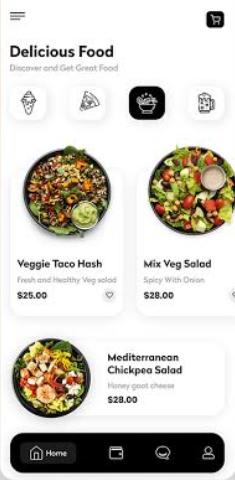 Delicious Food
Discover and Get Great Food
Veggie Taco Hash
Fresh and Healthy Veg salad
$25.00
Mix Veg Salad
Spicy With Onion
$28.00
Mediterranean
Chickpea Salad
Honey goat cheese
$28.00
Home